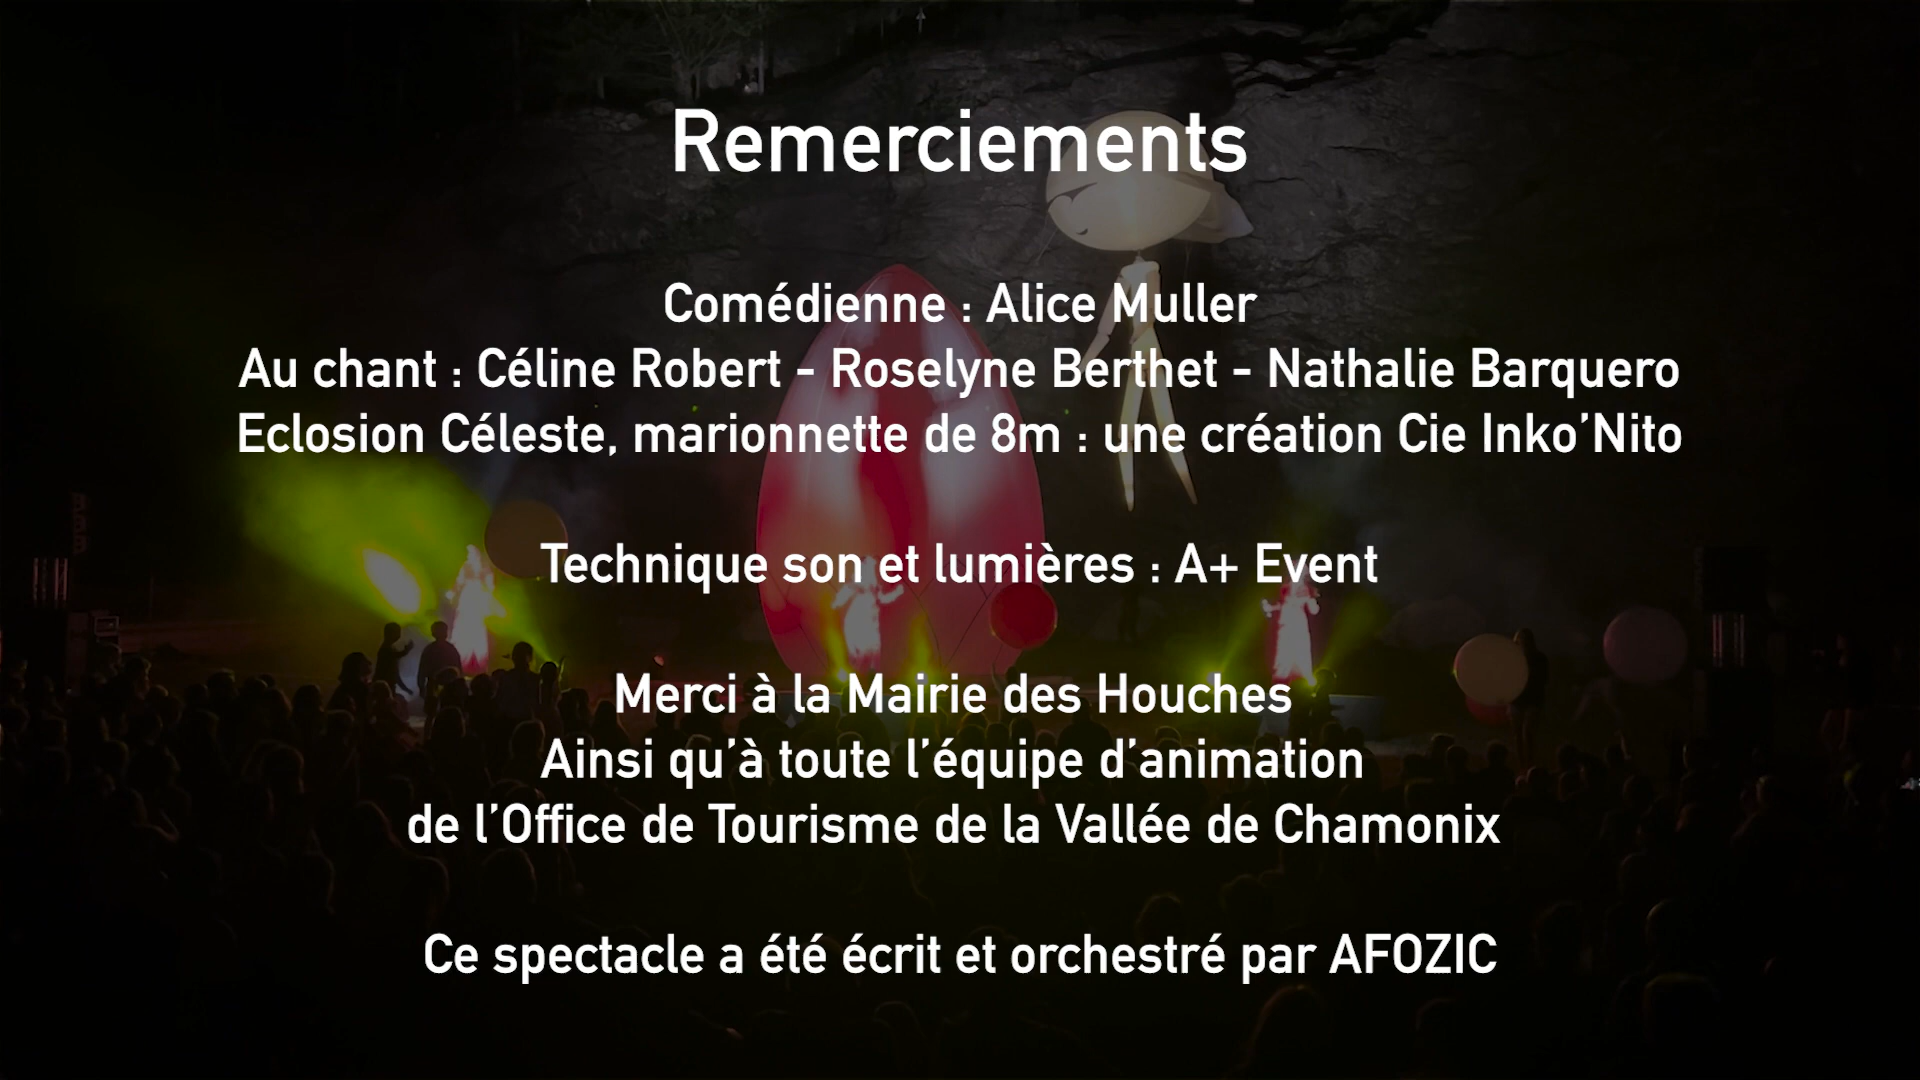 Remerciements
Comédienne : Alice Muller
Au chant : Céline Robert - Roselyne Berthet - Nathalie Barquero
Eclosion Céleste, marionnette de 8m : une création Cie Inko’Nito
Technique son et lumières : A+ Event
Merci à la Mairie des Houches
Ainsi qu’à toute l’équipe d’animation
de l’Office de Tourisme de la Vallée de Chamonix
Ce spectacle a été écrit et orchestré par AFOZIC